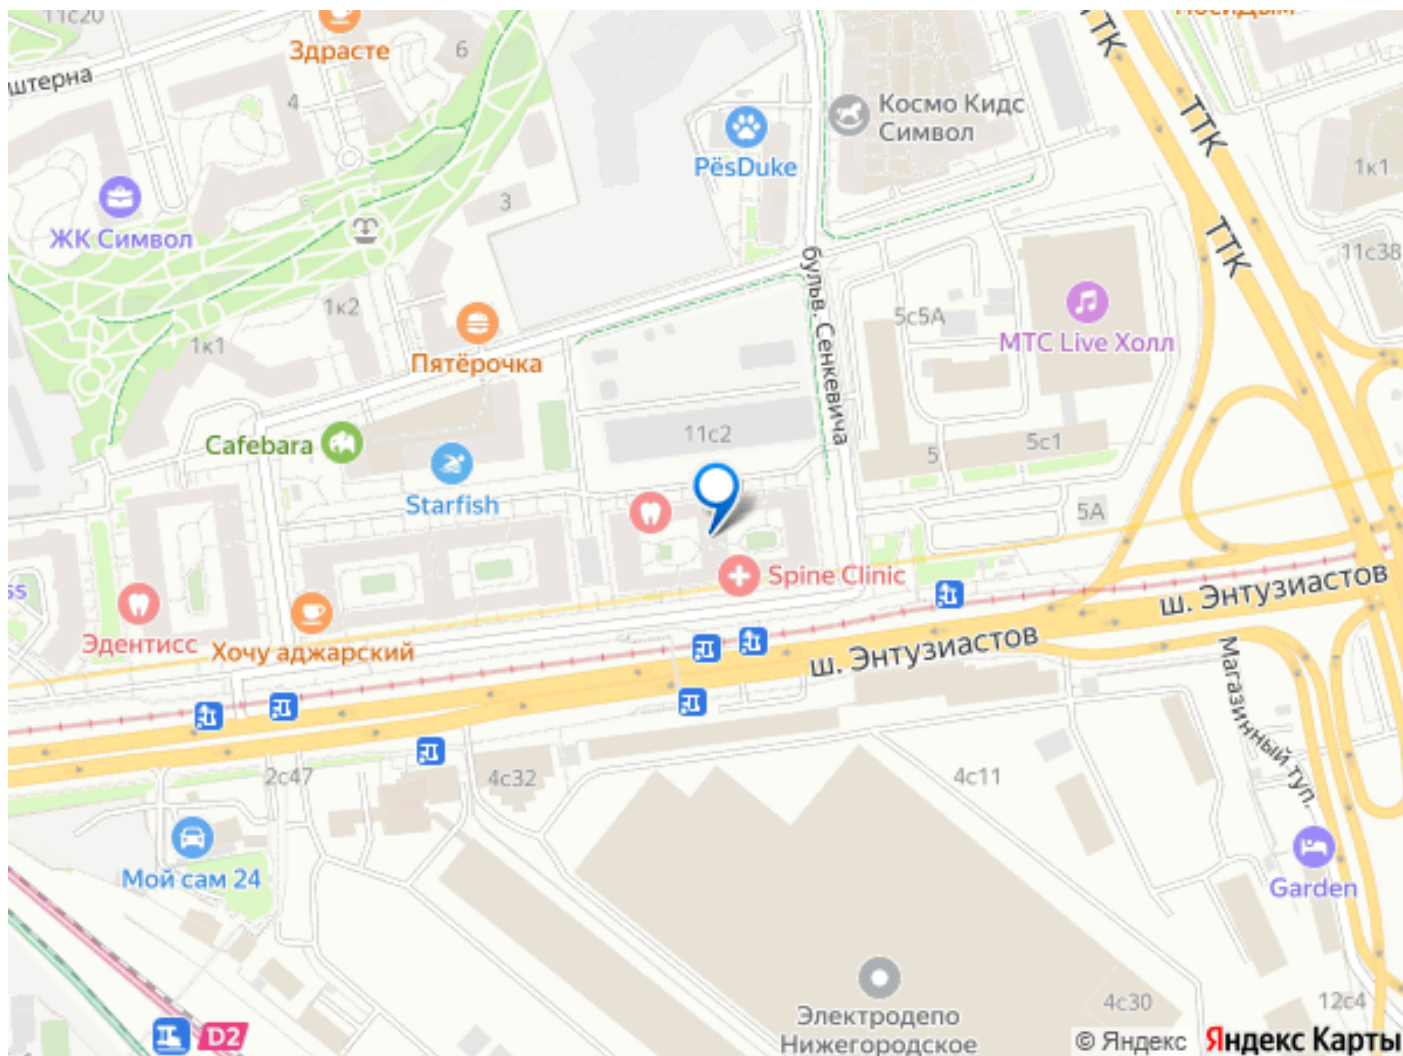 11с20
Здрасте
6
штерна
4
ТТК
ТТК
ТТК
Космо Кидс
Символ
PёsDuke
1к1
3
ЖК Символ
11с38
бульв. Сенкевича
1к2
5с5А
МТС Live Холл
1к1
Пятёрочка
11с2
Cafebara
5
5с1
Starfish
5А
Spine Clinic
ss
Эдентисс
Хочу аджарский
ш. Энтузиастов
ш. Энтузиастов
Магазинный туп.
2с47
4с32
4с11
Мой сам 24
Garden
Электродепо
Нижегородское
4с30
12с4
D2
© Яндекс Яндекс Карты